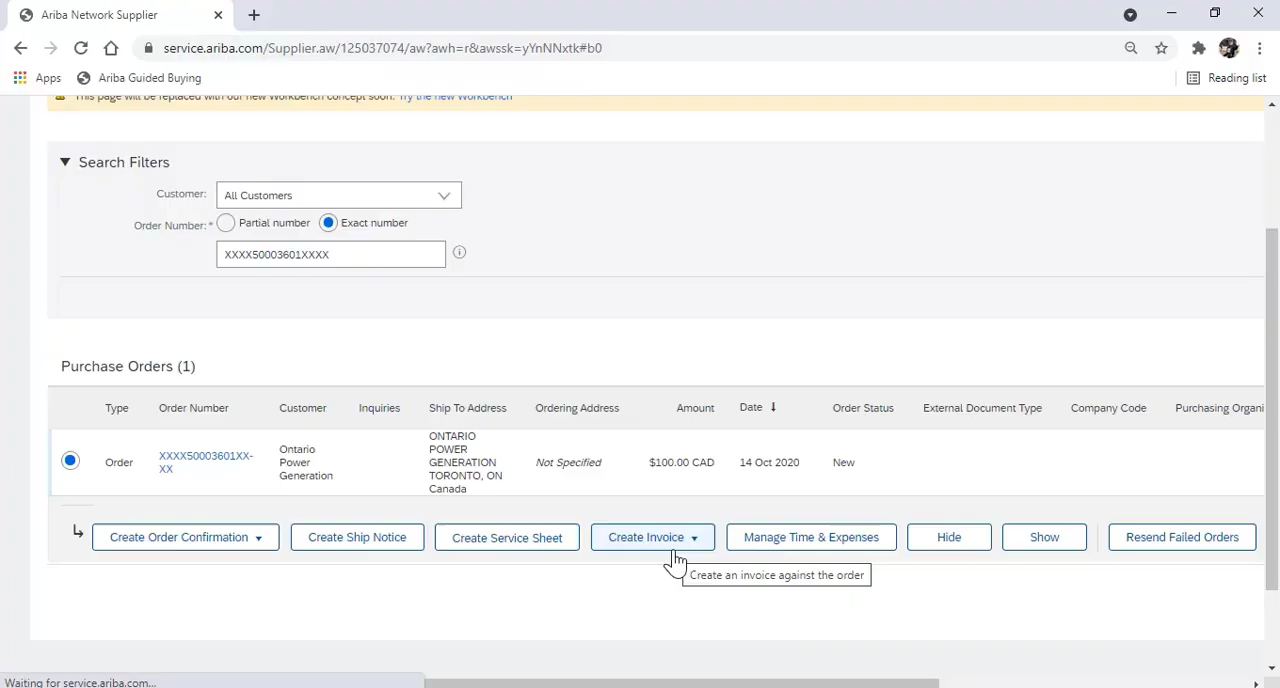 Ariba Network Supplier
service.ariba.com/Supplier.aw/125037074/aw?awh=r&awssk=yYnNNxtk#b0
Apps Ariba Guided Buying Reading list
This page will be replaced with our new Workbench concept soon. Try the new Workbench
Search Filters
Customer: All Customers
Order Number: * Partial number Exact number
XXXX50003601XXXX
Purchase Orders (1)
Type Order Number Customer Inquiries Ship To Address Ordering Address Amount Date ↓ Order Status External Document Type Company Code Purchasing Organi
Order
XXXX50003601XX-
XX
Ontario
Power
Generation
ONTARIO
POWER
GENERATION
TORONTO, ON
Canada
Not Specified
$100.00 CAD
14 Oct 2020
New
Create Order Confirmation Create Ship Notice Create Service Sheet Create Invoice Manage Time & Expenses Hide Show Resend Failed Orders
Create an invoice against the order
Waiting for service.ariba.com...